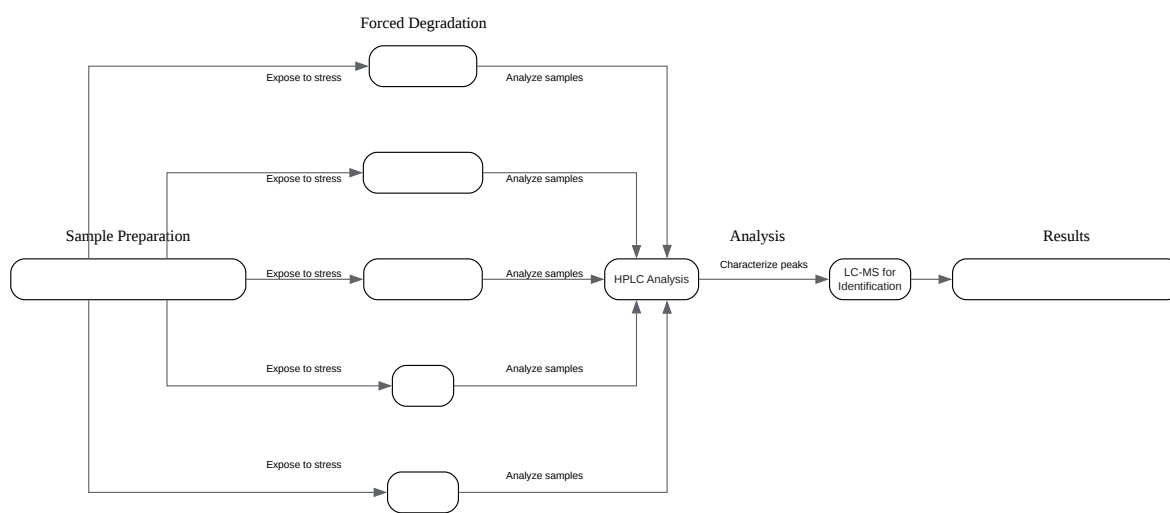 Forced Degradation
Expose to stress
Analyze samples
Expose to stress
Analyze samples
Sample Preparation
Analysis
Results
Expose to stress
Analyze samples
HPLC Analysis
Characterize peaks
LC-MS for
Identification
Expose to stress
Analyze samples
Expose to stress
Analyze samples